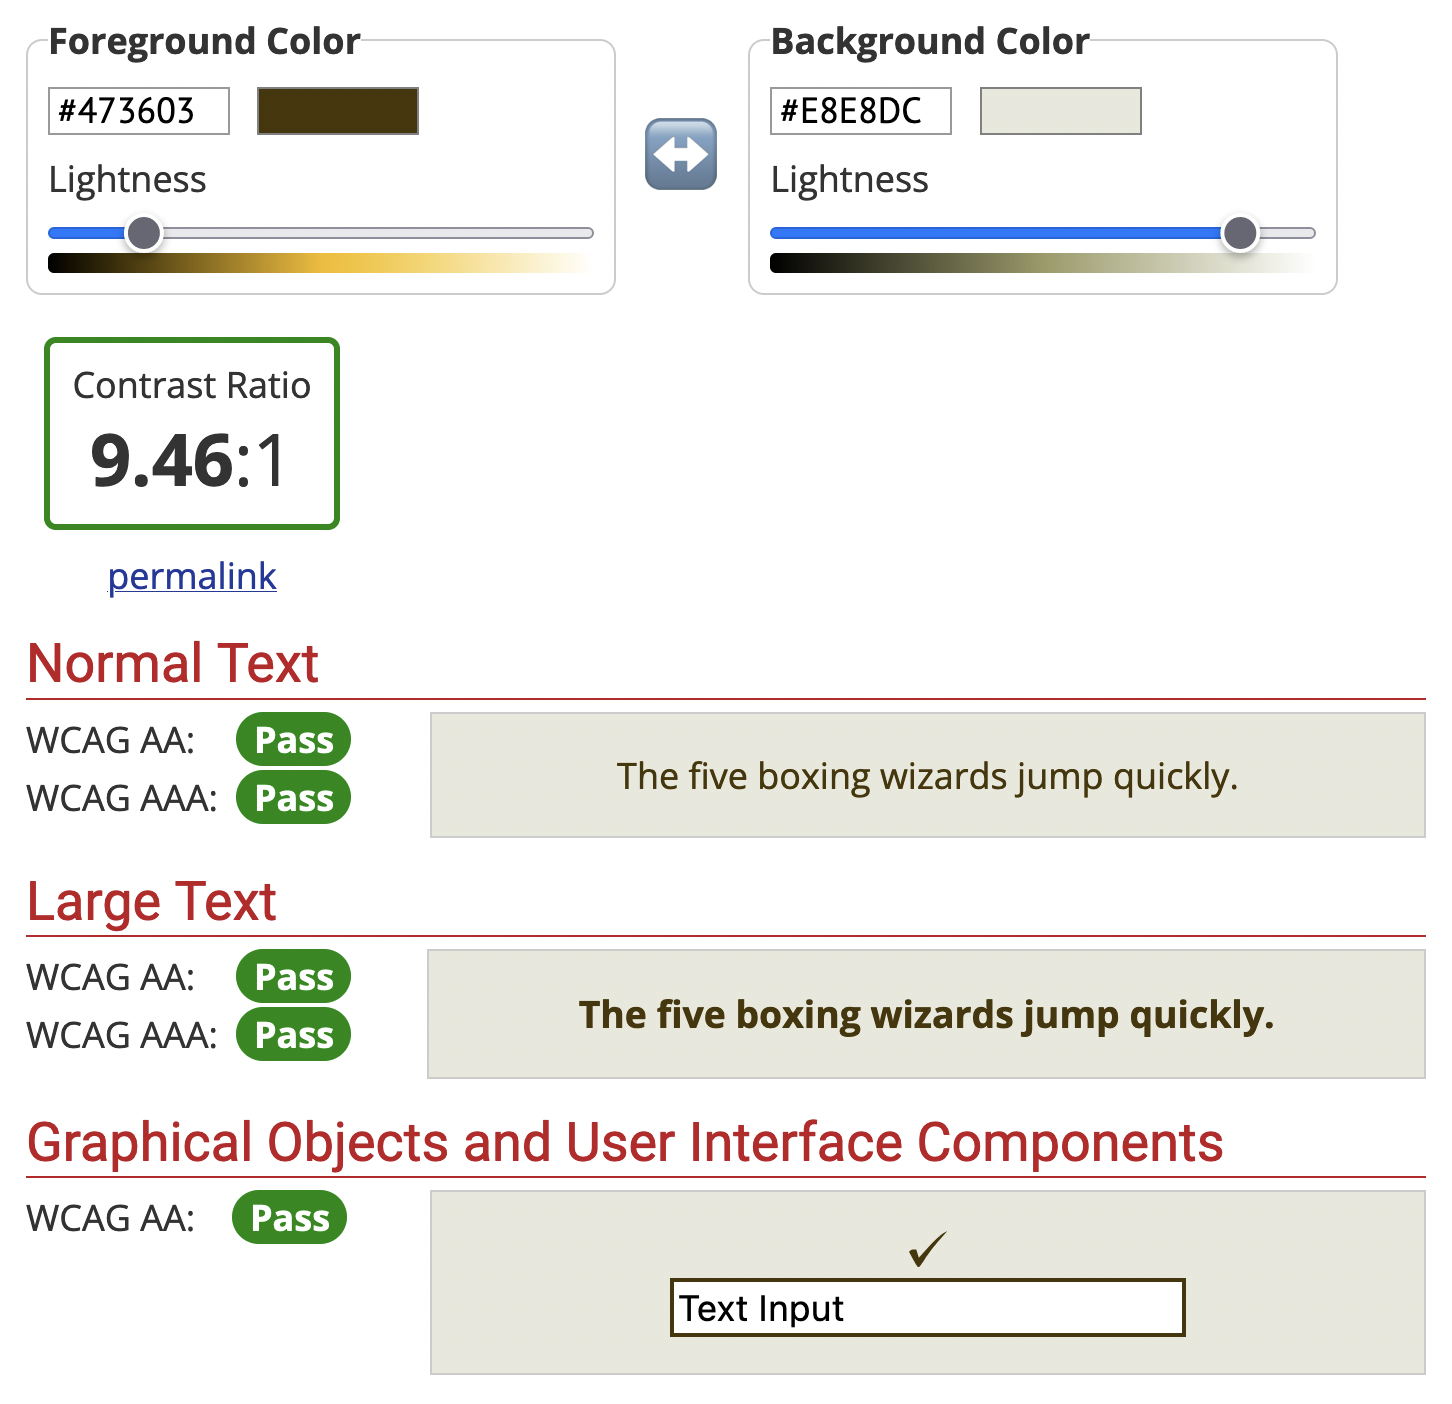 Foreground Color
#473603
Lightness
Background Color
#E8E8DC
Lightness
Contrast Ratio
9.46:1
permalink
Normal Text
WCAG AA: Pass
WCAG AAA: Pass
The five boxing wizards jump quickly.
Large Text
WCAG AA: Pass
WCAG AAA: Pass
The five boxing wizards jump quickly.
Graphical Objects and User Interface Components
WCAG AA: Pass
Text Input